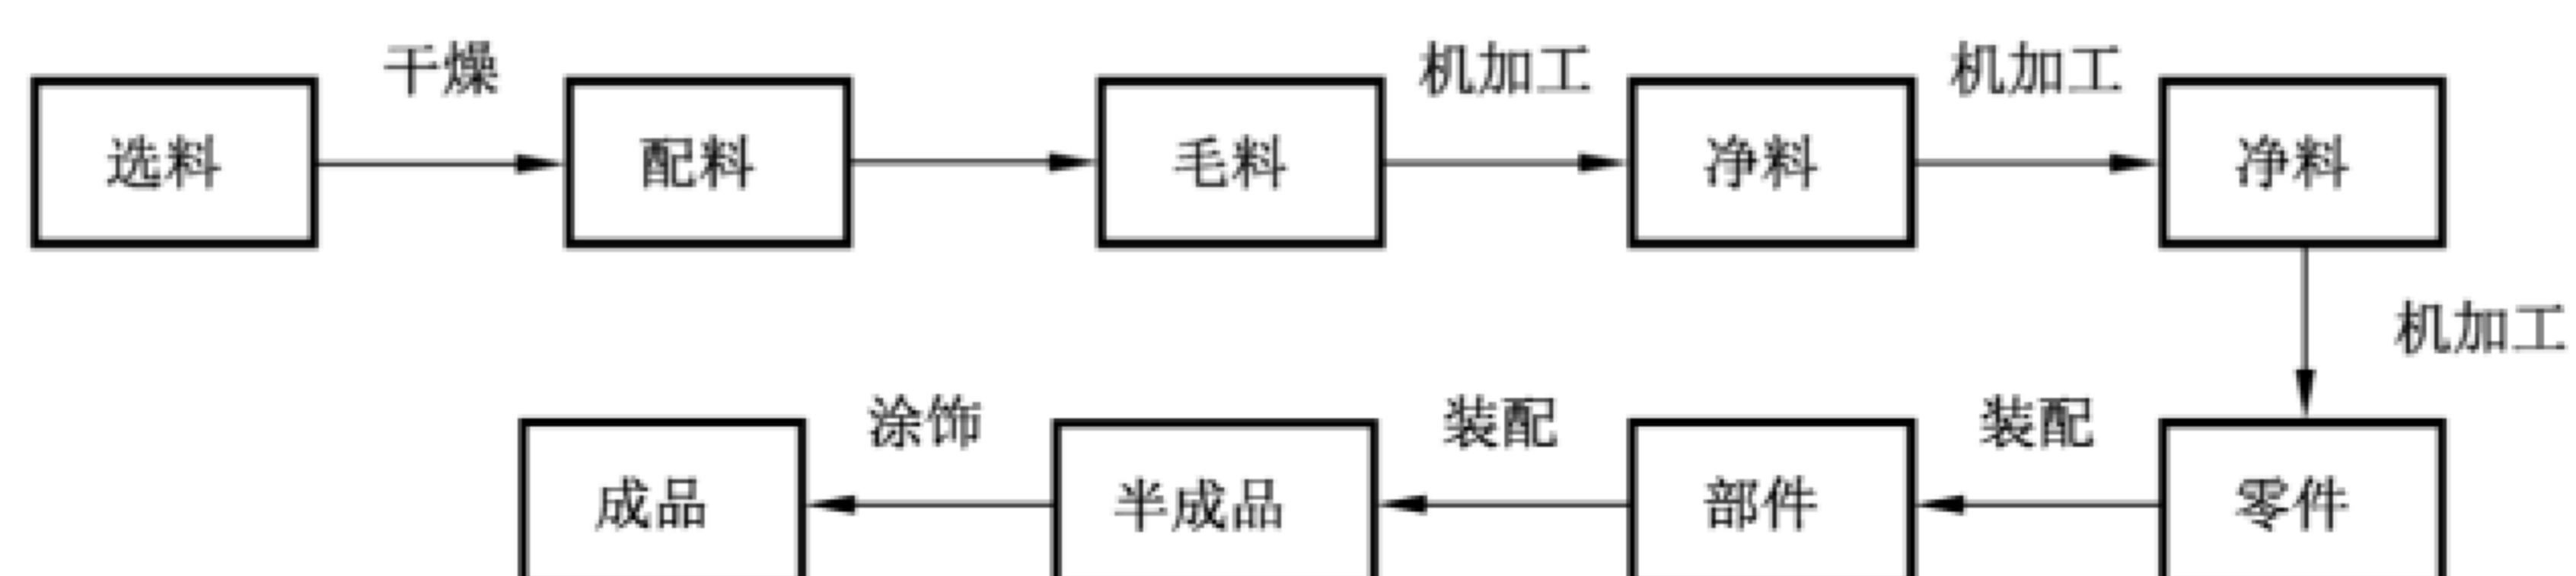 干燥
机加工
机加工
选料
配料
毛料
净料
净料
机加工
涂饰
装配
装配
成品
半成品
部件
零件